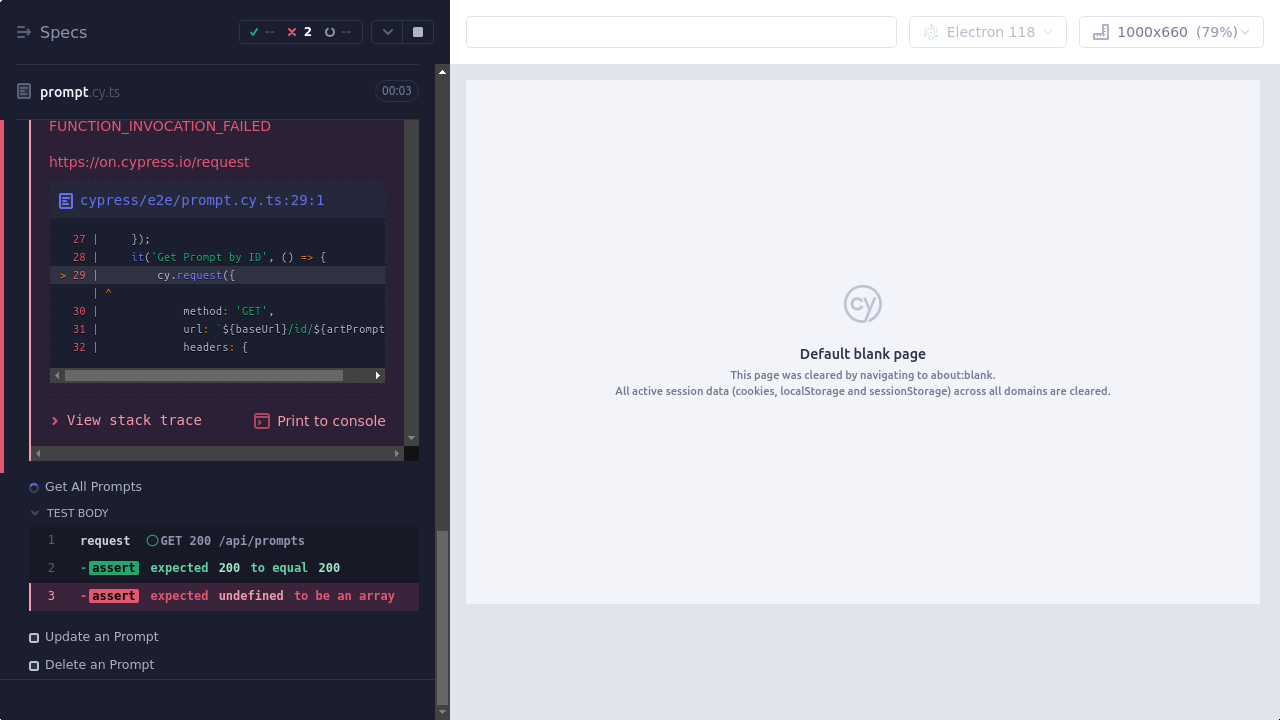 Specs
--
2
--
Electron 118
1000x660 (79%)
prompt.cy.ts
00:03
FUNCTION_INVOCATION_FAILED
https://on.cypress.io/request
cypress/e2e/prompt.cy.ts:29:1
27 |     });
28 |     it('Get Prompt by ID', () => {
> 29 |         cy.request({
| ^
30 |             method: 'GET',
31 |             url: `${baseUrl}/id/${artPrompt
32 |             headers: {
View stack trace
Print to console
Get All Prompts
TEST BODY
1 request GET 200 /api/prompts
2 -assert expected 200 to equal 200
3 -assert expected undefined to be an array
Update an Prompt
Delete an Prompt
cy
Default blank page
This page was cleared by navigating to about:blank.
All active session data (cookies, localStorage and sessionStorage) across all domains are cleared.